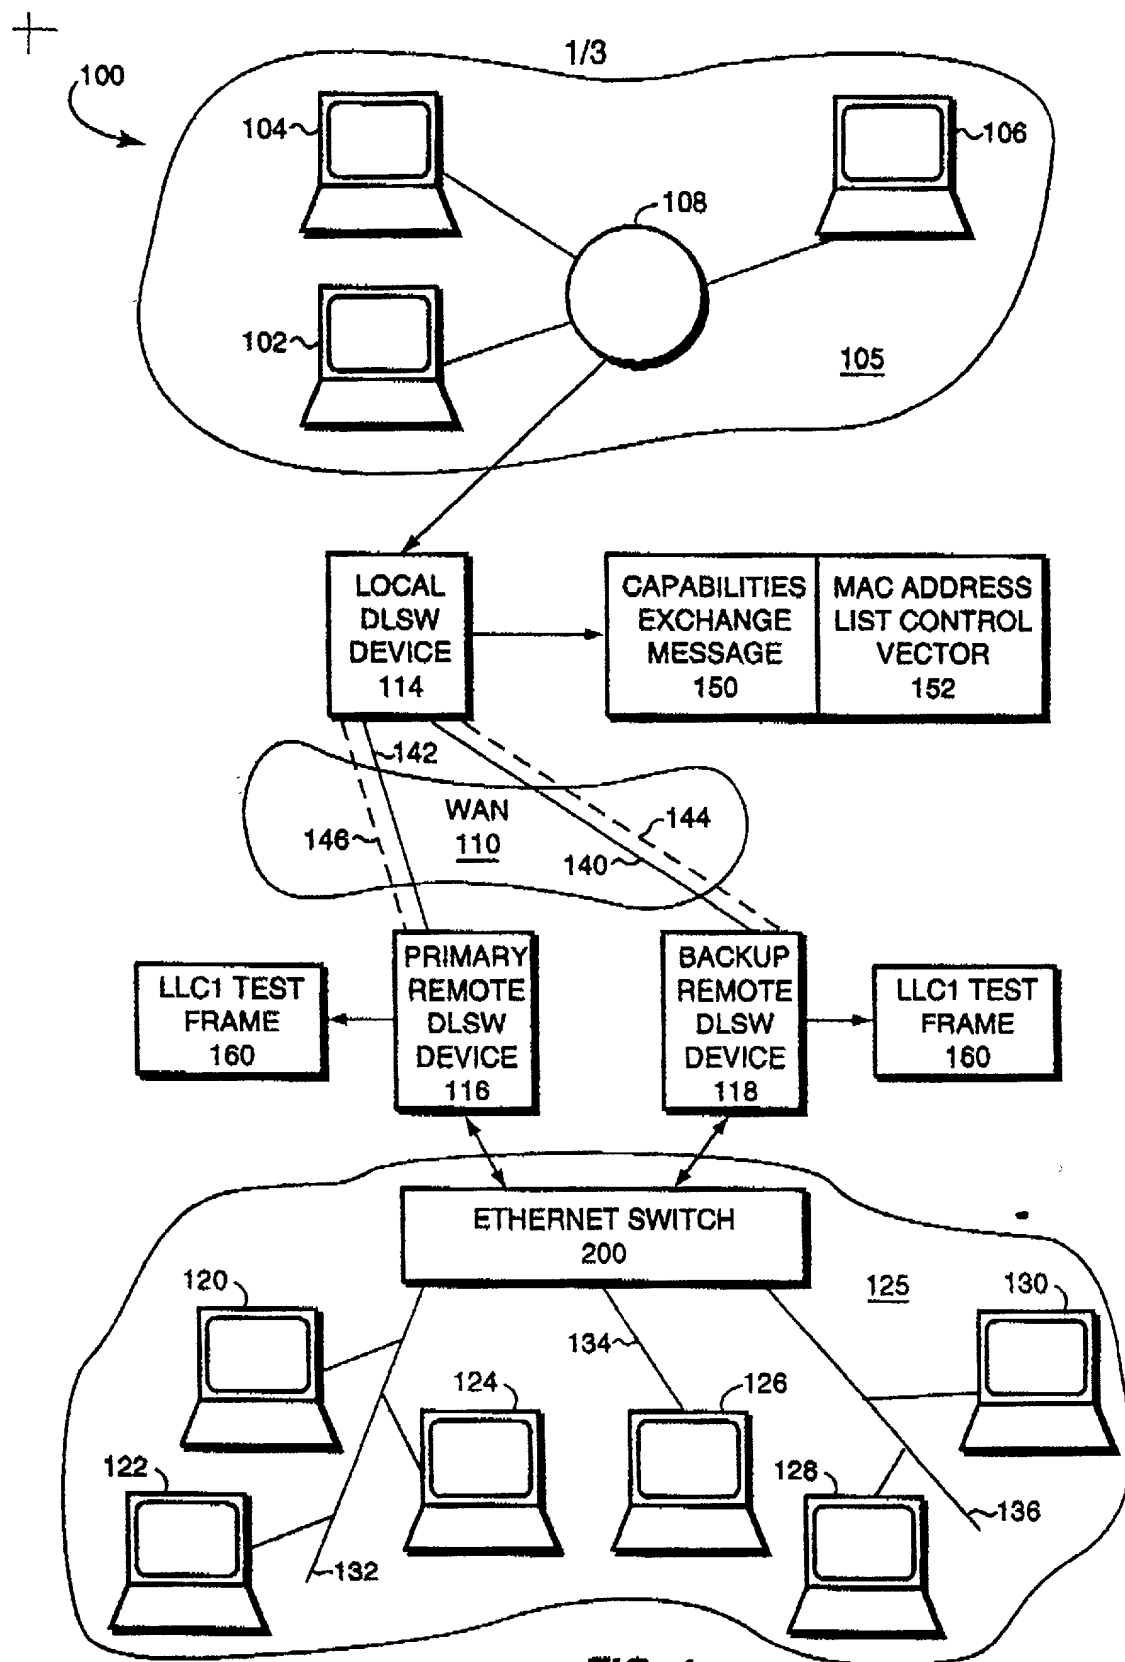 1/3
100
104
106
108
102
105
LOCAL
DLSW
DEVICE
114
CAPABILITIES
EXCHANGE
MESSAGE
150
MAC ADDRESS
LIST CONTROL
VECTOR
152
142
WAN
110
146
144
140
PRIMARY
REMOTE
DLSW
DEVICE
116
BACKUP
REMOTE
DLSW
DEVICE
118
LLC1 TEST
FRAME
160
LLC1 TEST
FRAME
160
ETHERNET SWITCH
200
120
125
130
134
124
126
122
128
136
132